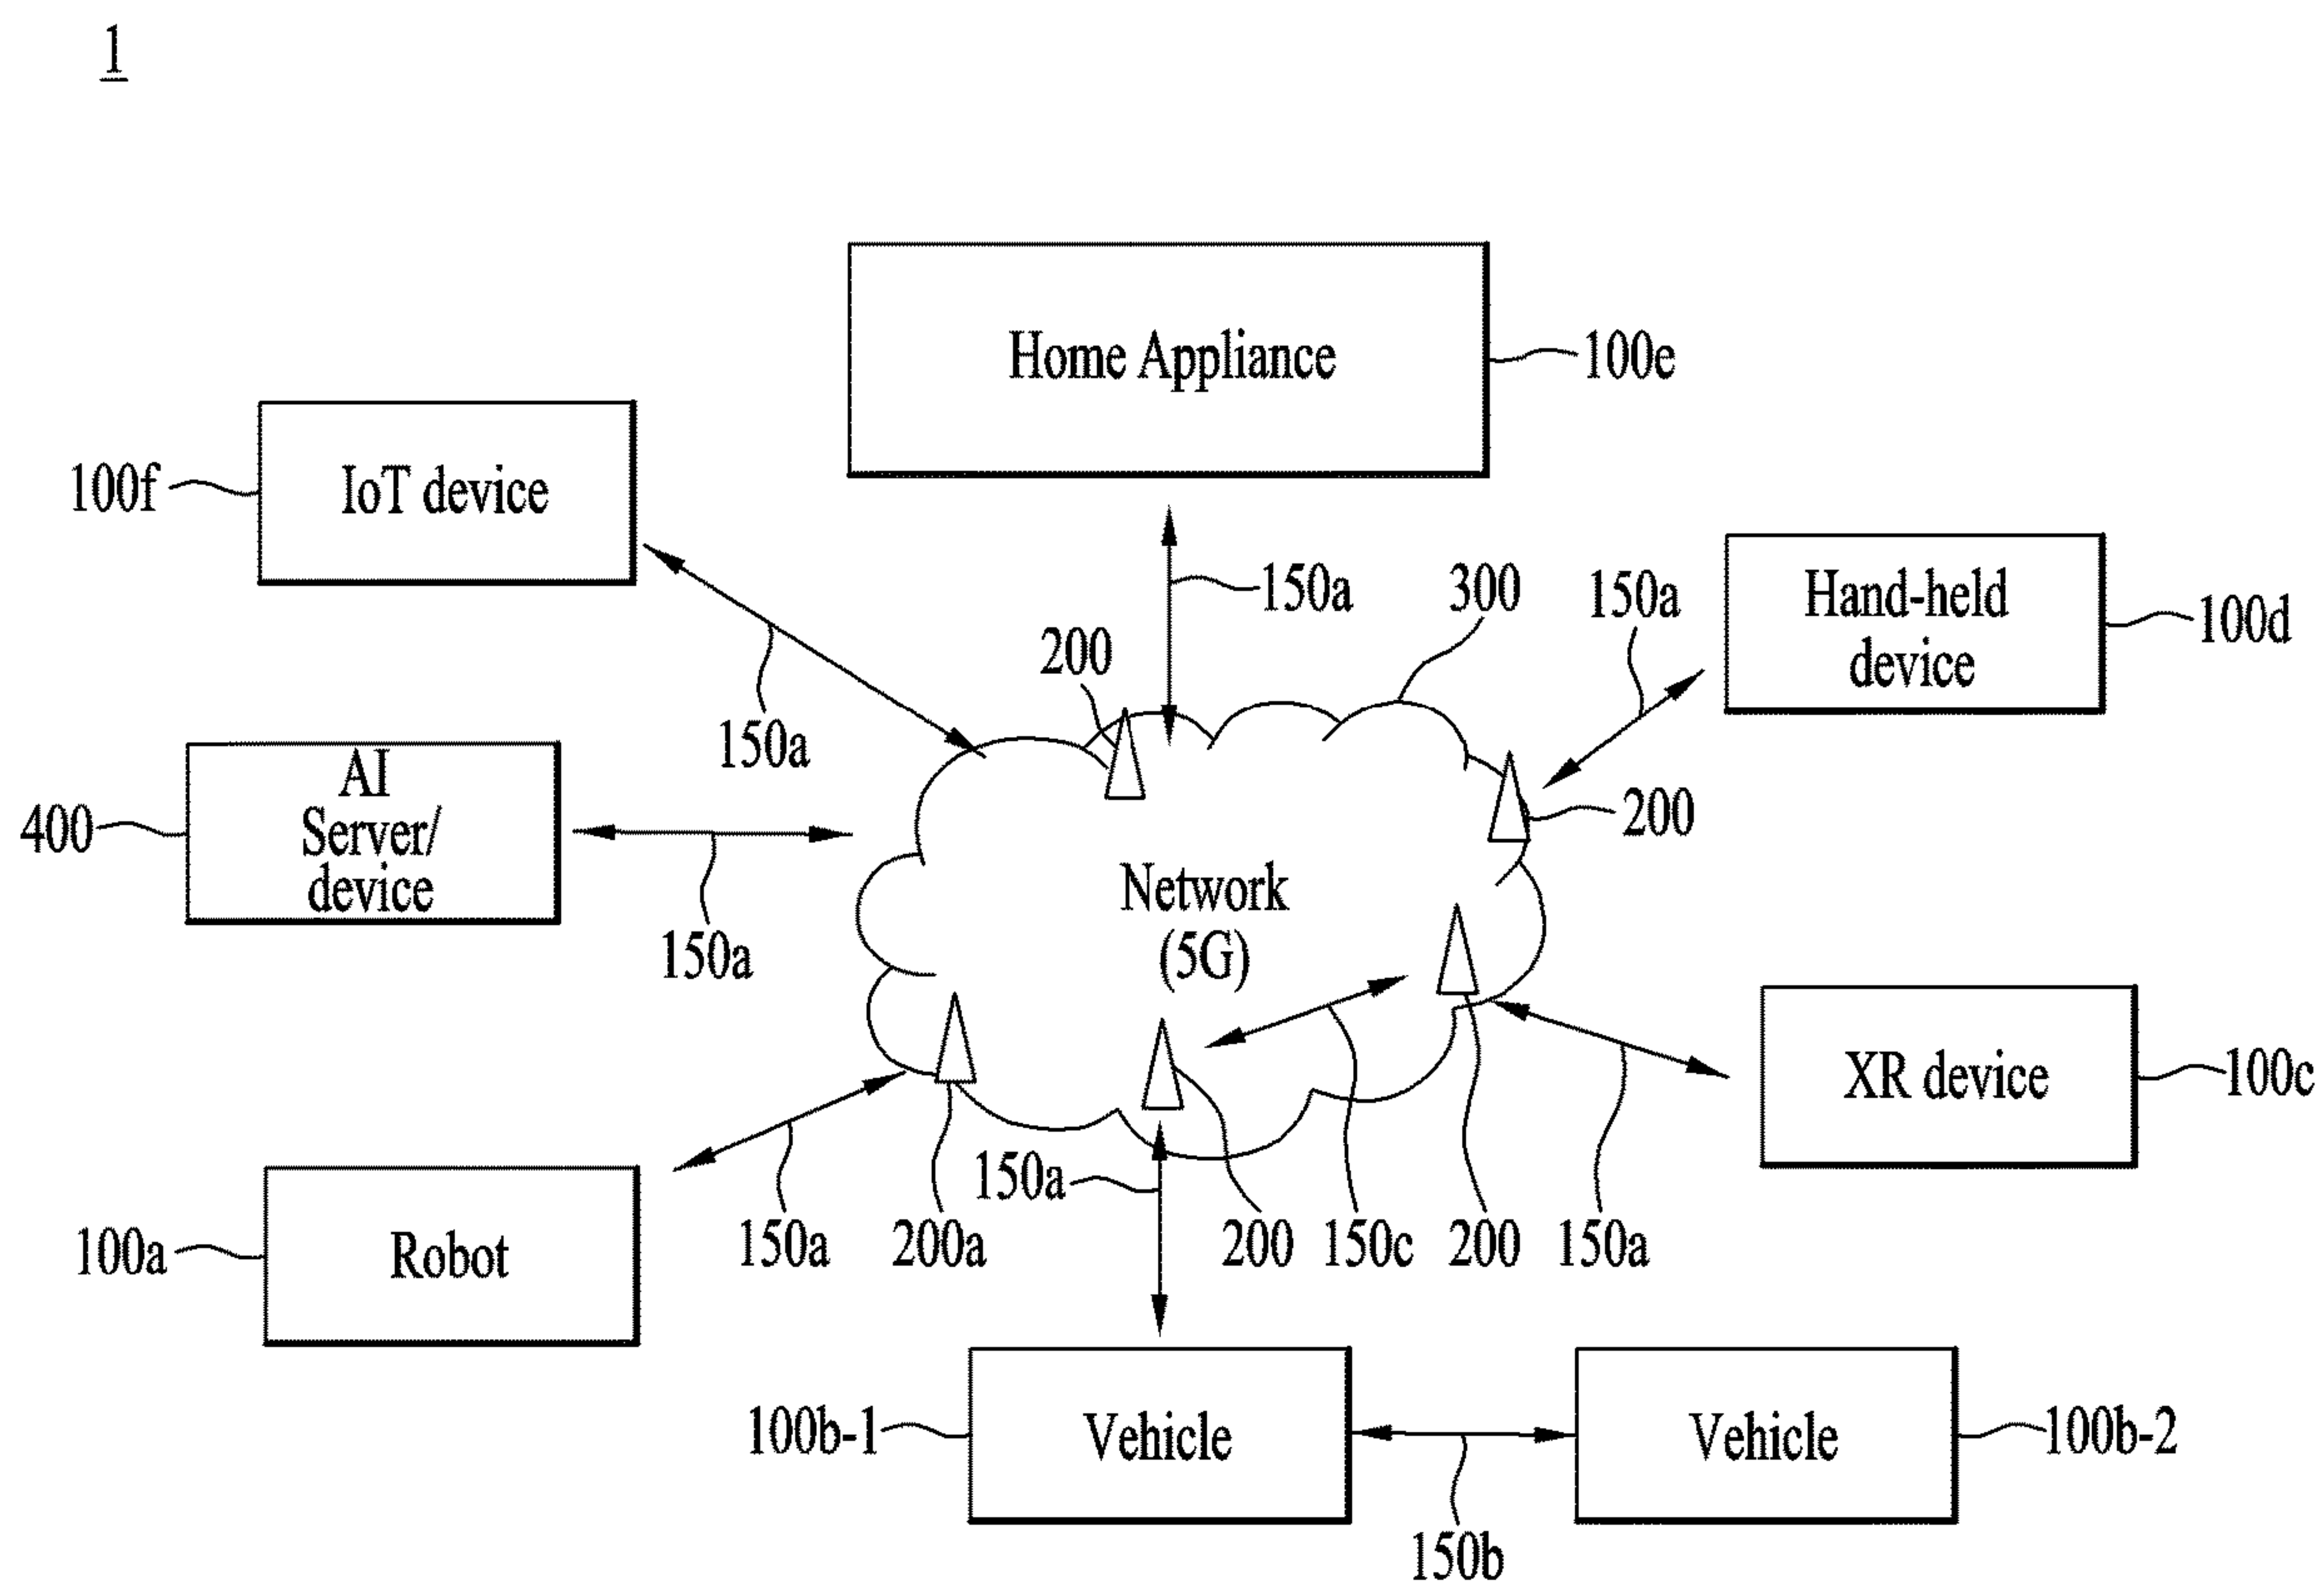 1
Home Appliance
100e
IoT device
100f
150a
300
150a
Hand-held
device
100d
200
150a
AI
Server/
device
400
200
Network
(5G)
150a
XR device
100c
150a
150a
200a
200
150c
200
150a
100a
Robot
100b-1
Vehicle
Vehicle
100b-2
150b